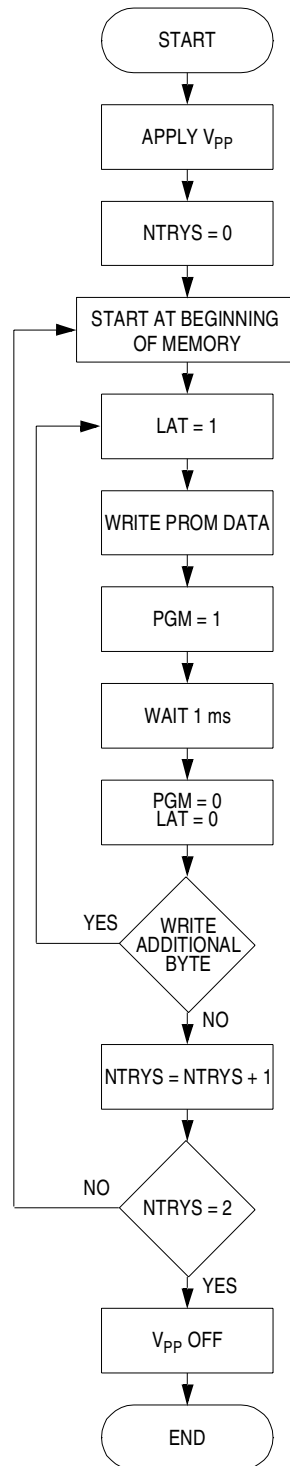 START
APPLY VPP
NTRYS = 0
START AT BEGINNING
OF MEMORY
LAT = 1
WRITE PROM DATA
PGM = 1
WAIT 1 ms
PGM = 0
LAT = 0
YES
WRITE
ADDITIONAL
BYTE
NO
NTRYS = NTRYS + 1
NO
NTRYS = 2
YES
VPP OFF
END